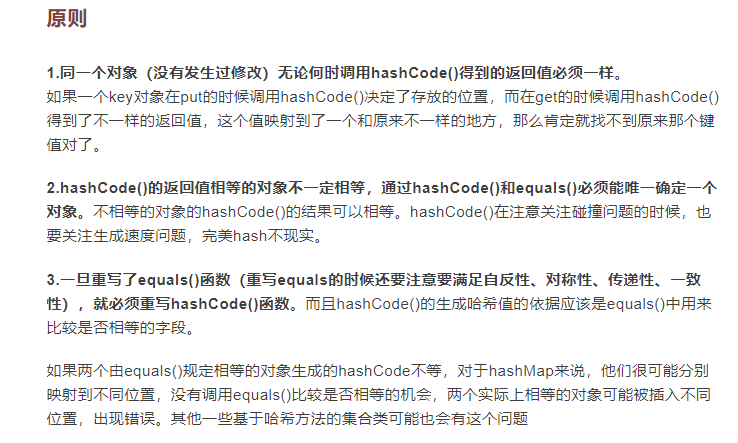 原则
1.同一个对象（没有发生过修改）无论何时调用hashCode()得到的返回值必须一样。
如果一个key对象在put的时候调用hashCode()决定了存放的位置，而在get的时候调用hashCode()
得到了不一样的返回值，这个值映射到了一个和原来不一样的地方，那么肯定就找不到原来那个键
值对了。
2.hashCode()的返回值相等的对象不一定相等，通过hashCode()和equals()必须能唯一确定一个
对象。不相等的对象的hashCode()的结果可以相等。hashCode()在注意关注碰撞问题的时候，也
要关注生成速度问题，完美hash不现实。
3.一旦重写了equals()函数（重写equals的时候还要注意要满足自反性、对称性、传递性、一致
性），就必须重写hashCode()函数。而且hashCode()的生成哈希值的依据应该是equals()中用来
比较是否相等的字段。
如果两个由equals()规定相等的对象生成的hashCode不等，对于hashMap来说，他们很可能分别
映射到不同位置，没有调用equals()比较是否相等的机会，两个实际上相等的对象可能被插入不同
位置，出现错误。其他一些基于哈希方法的集合类可能也会有这个问题